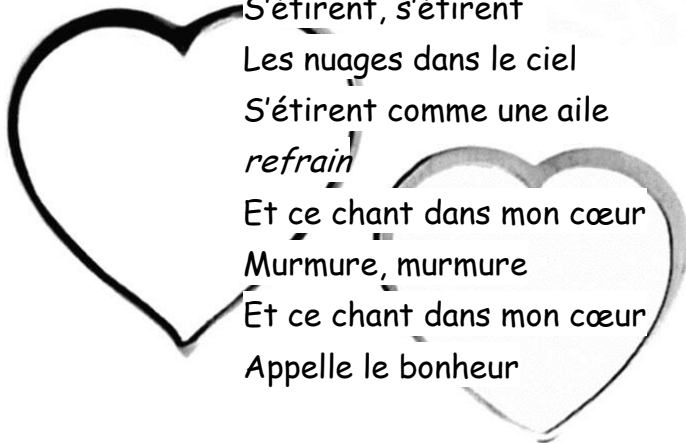 S'étirent, s'étirent
Les nuages dans le ciel
S'étirent comme une aile
refrain
Et ce chant dans mon cœur
Murmure, murmure
Et ce chant dans mon cœur
Appelle le bonheur